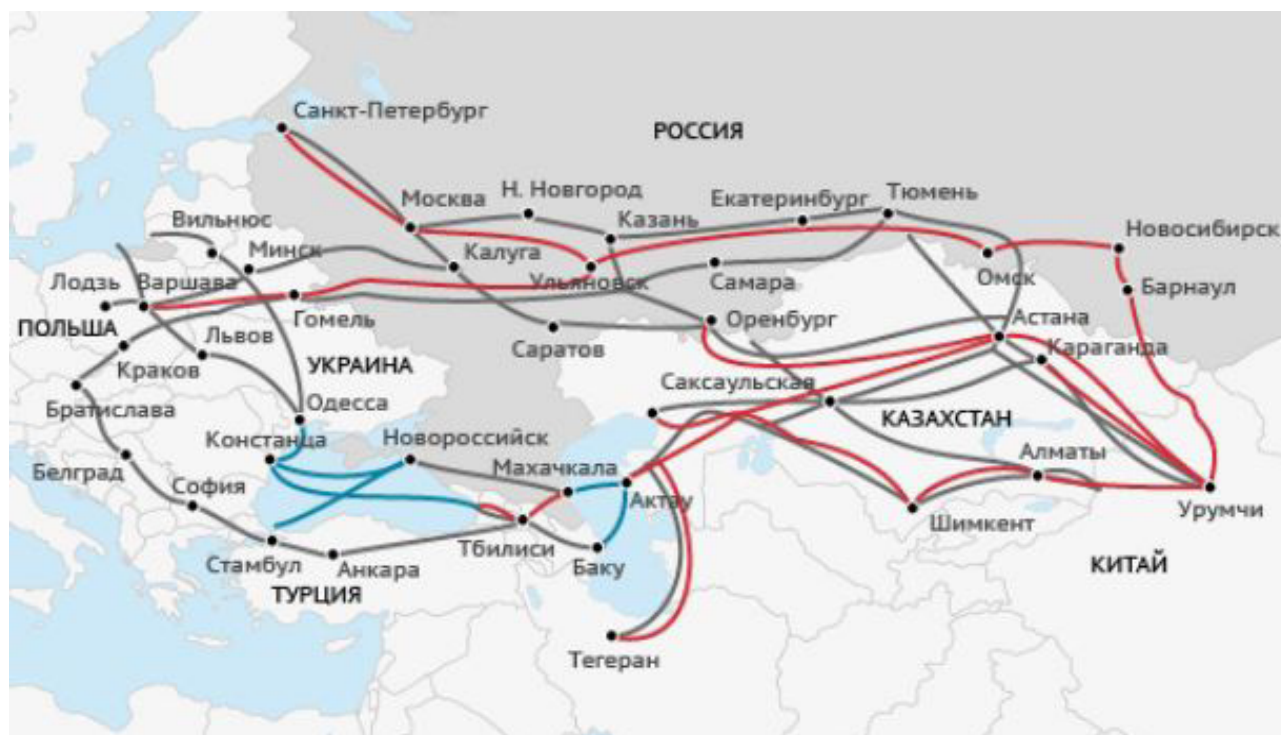 Санкт-Петербург
РОССИЯ
Москва
Н. Новгород
Казань
Екатеринбург
Тюмень
Вильнюс
Минск
Калуга
Новосибирск
Лодзь
Варшава
Ульяновск
Самара
Омск
Барнаул
ПОЛЬША
Гомель
Оренбург
Астана
Львов
Саратов
Караганда
Краков
УКРАИНА
Саксаульская
Братислава
Одесса
КАЗАХСТАН
Констанца
Новороссийск
Белград
Махачкала
Алматы
София
Актау
Шимкент
Урумчи
Стамбул
Анкара
Тбилиси
Баку
КИТАЙ
ТУРЦИЯ
Тегеран